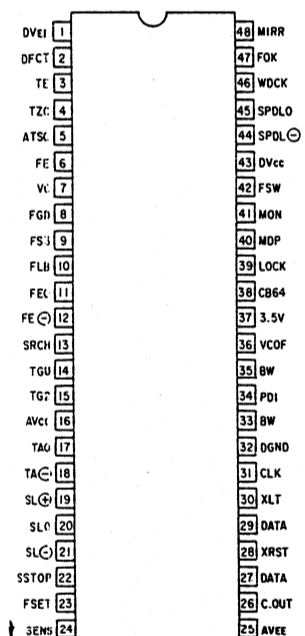 DVEE 1 48 MIRR
DFCT 2 47 FOK
TE 3 46 WDCK
TZC 4 45 SPDLO
ATSC 5 44 SPDL⊖
FE 6 43 DVcc
VC 7 42 FSW
FGD 8 41 MON
FS3 9 40 MDP
FLB 10 39 LOCK
FEO 11 38 CB64
FE⊖ 12 37 3.5V
SRCH 13 36 VCOF
TGU 14 35 BW
TG2 15 34 PDI
AVCC 16 33 BW
TAO 17 32 DGND
TA⊖ 18 31 CLK
SL⊕ 19 30 XLT
SLO 20 29 DATA
SL⊖ 21 28 XRST
SSTOP 22 27 DATA
FSET 23 26 C.OUT
SENS 24 25 AVEE